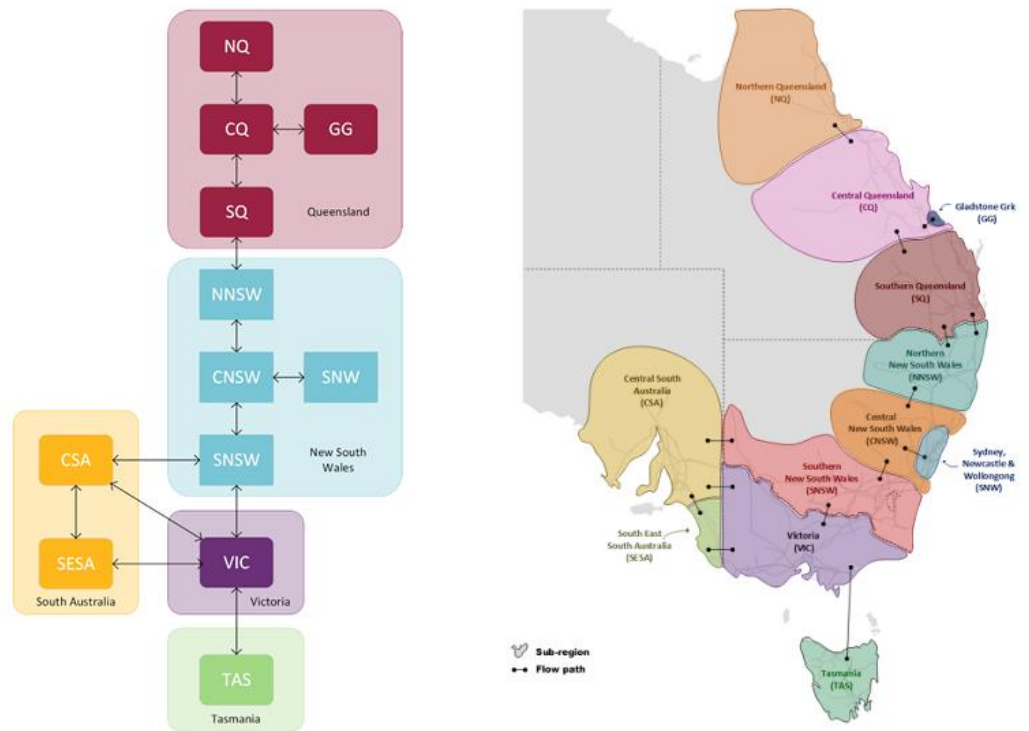 NQ
CQ
GG
SQ
Queensland
NNSW
CNSW
SNW
SNSW
New South
Wales
CSA
SESA
South Australia
VIC
Victoria
TAS
Tasmania
Northern Queensland
(NQ)
Central Queensland
(CQ)
Gladstone Grk
(GG)
Southern Queensland
(SQ)
Northern
New South Wales
(NNSW)
Central South
Australia
(CSA)
Central
New South Wales
(CNSW)
Sydney,
Newcastle &
Wollongong
(SNW)
Southern
New South Wales
(SNSW)
South East
South Australia
(SESA)
Victoria
(VIC)
Sub-region
Flow path
Tasmania
(TAS)